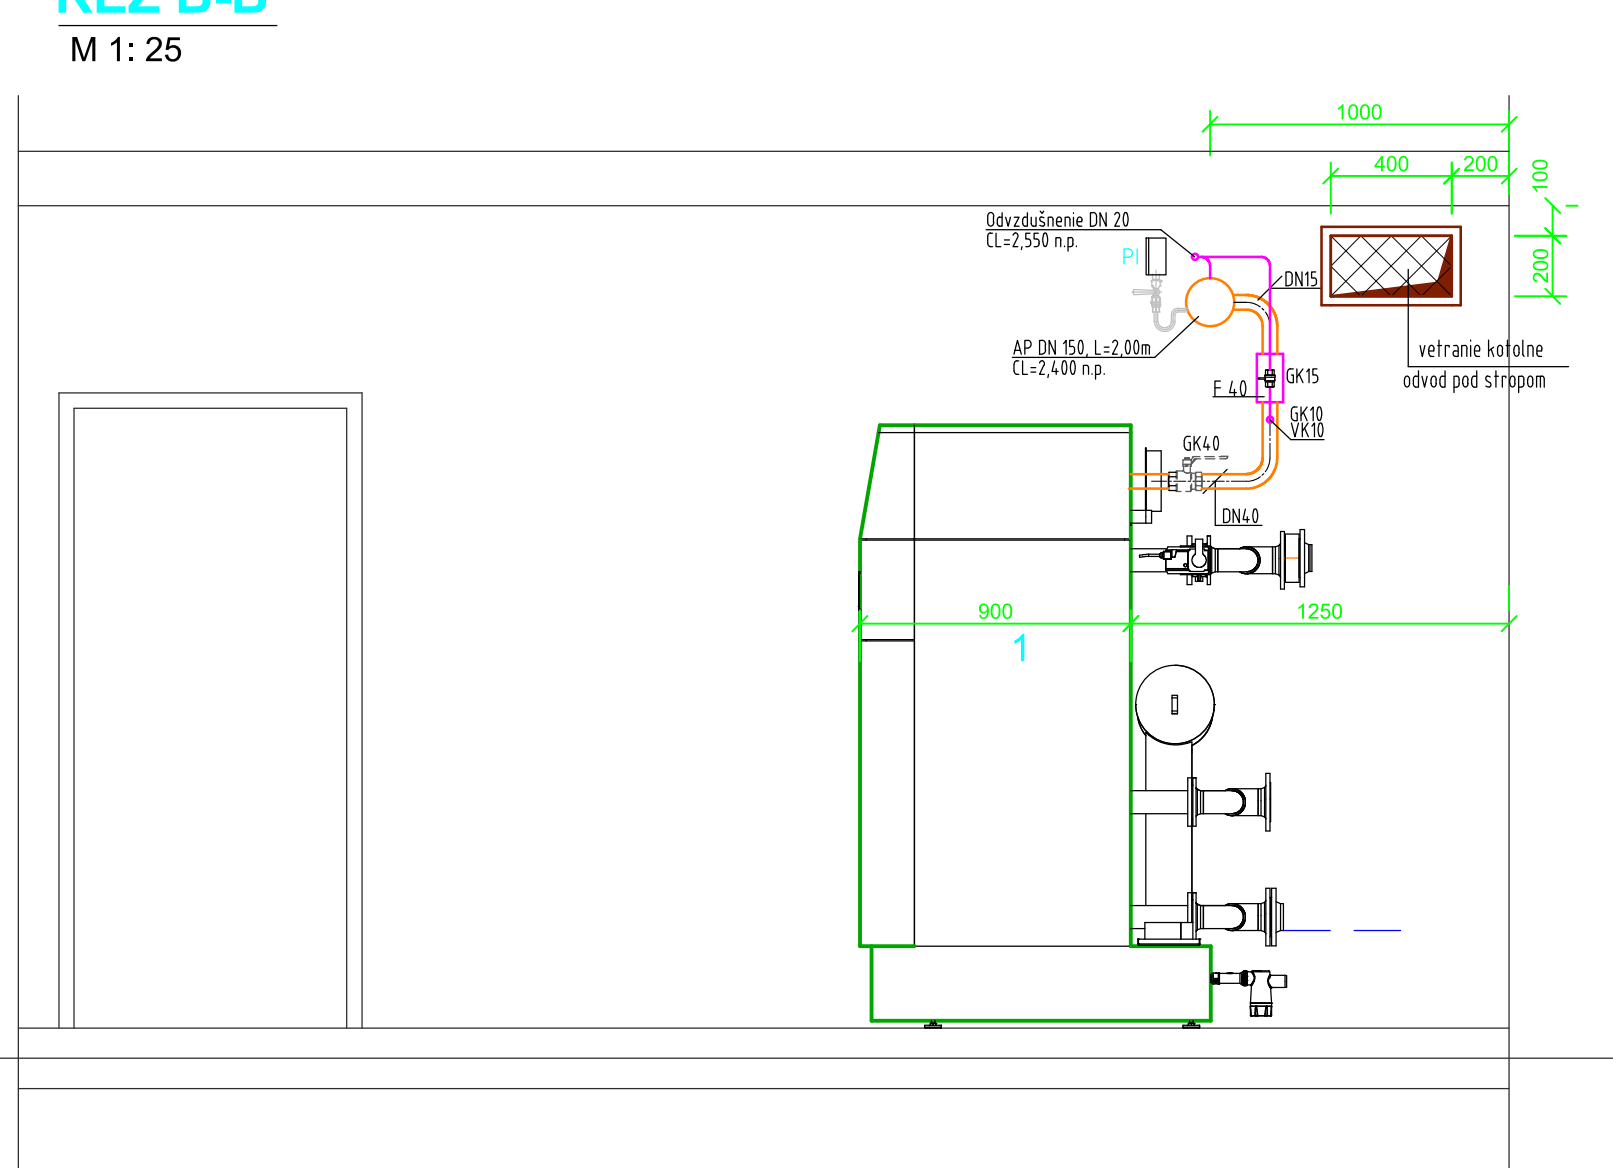 REZ B-B
M 1: 25
1000
400
200
100
200
Odvzdušnenie DN 20
CL=2,550 n.p.
PI
DN15
AP DN 150, L=2,00m
CL=2,400 n.p.
vetranie kotolne
odvod pod stropom
GK15
F 40
GK10
VK10
GK40
DN40
900
1250
1